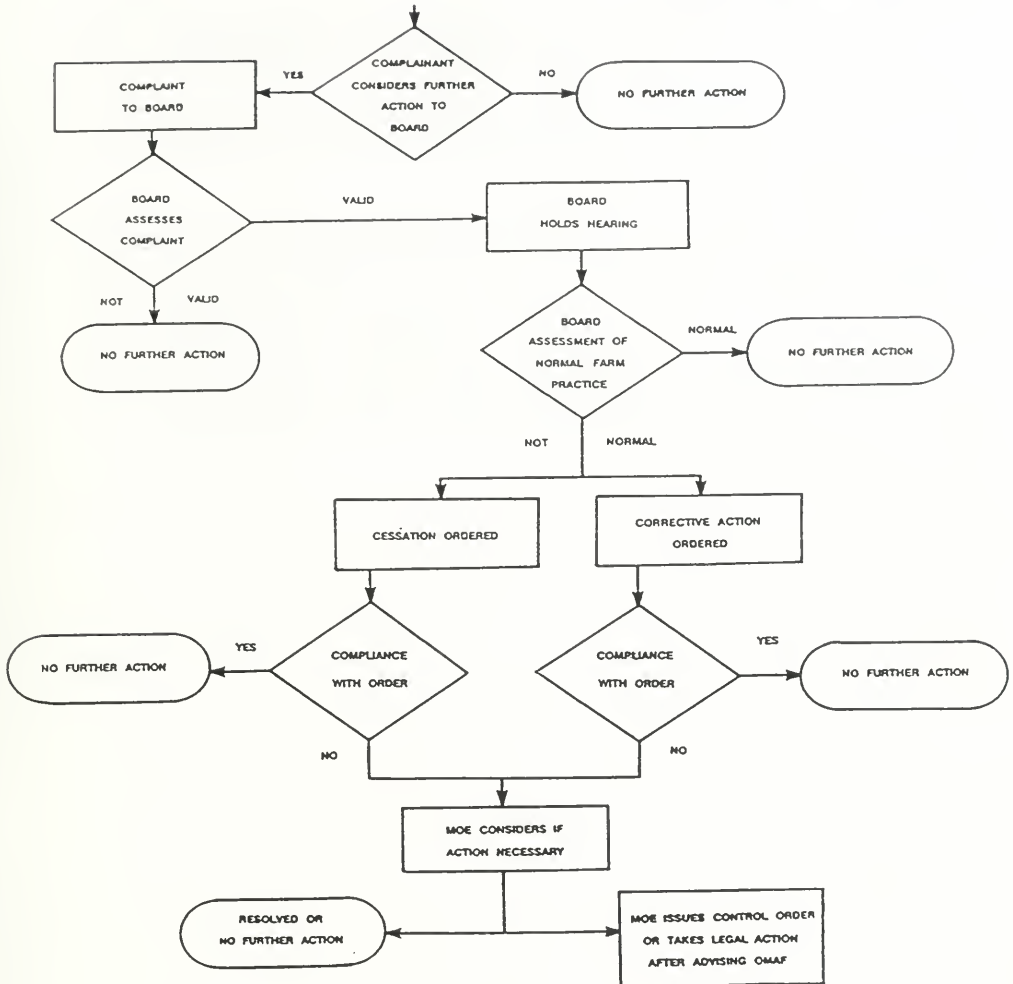 COMPLAINANT
CONSIDERS FURTHER
ACTION TO
BOARD
YES
NO
COMPLAINT
TO BOARD
NO FURTHER ACTION
BOARD
ASSESSES
COMPLAINT
VALID
BOARD
HOLDS HEARING
NOT VALID
NO FURTHER ACTION
BOARD
ASSESSMENT OF
NORMAL FARM
PRACTICE
NORMAL
NO FURTHER ACTION
NOT NORMAL
CESSATION ORDERED
CORRECTIVE ACTION
ORDERED
NO FURTHER ACTION
YES
COMPLIANCE
WITH ORDER
COMPLIANCE
WITH ORDER
YES
NO FURTHER ACTION
NO
NO
MOE CONSIDERS IF
ACTION NECESSARY
RESOLVED OR
NO FURTHER ACTION
MOE ISSUES CONTROL ORDER
OR TAKES LEGAL ACTION
AFTER ADVISING OMAF